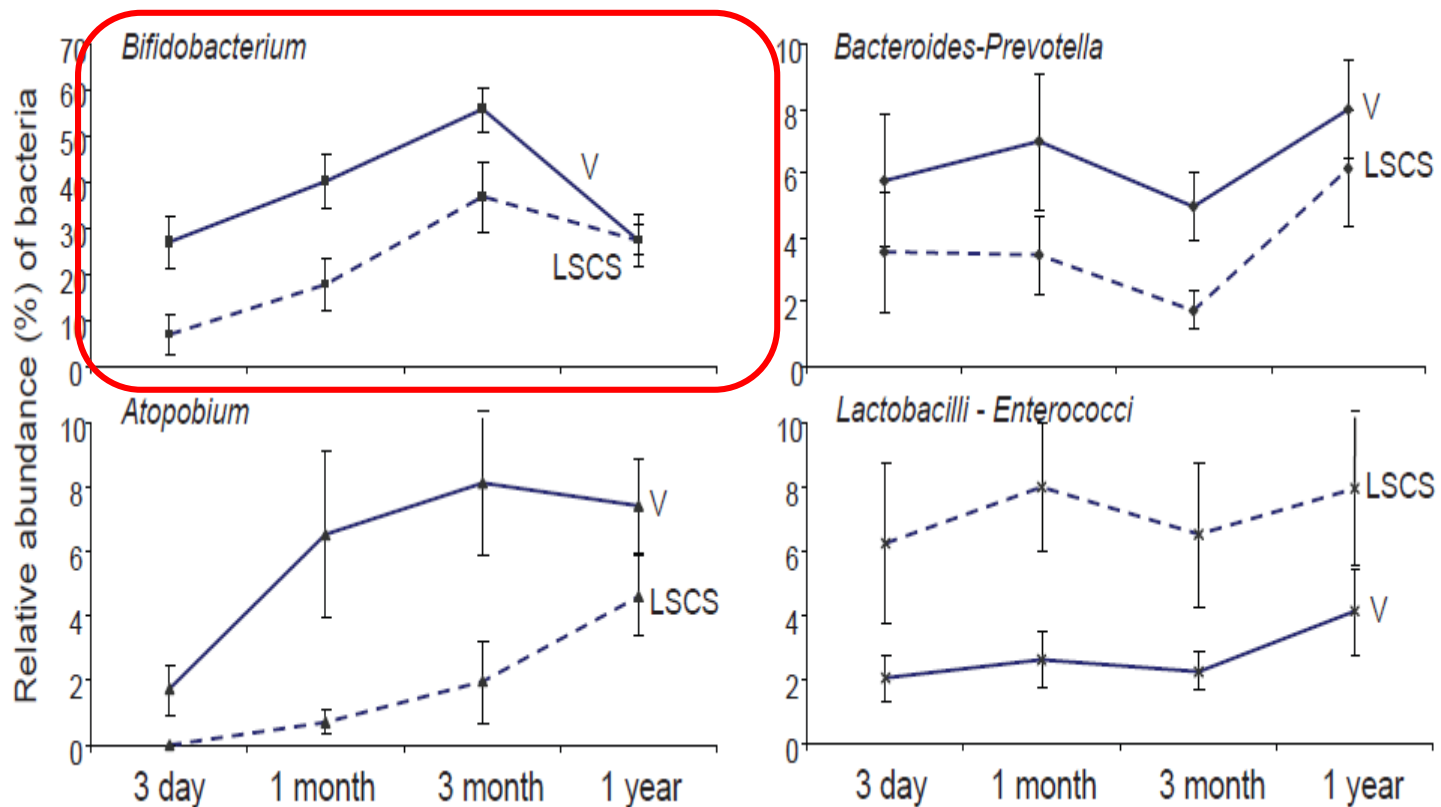 Relative abundance (%) of bacteria
Bifidobacterium
70
60
50
40
30
20
10
0
V
LSCS
Bacteroides-Prevotella
10
8
6
4
2
0
V
LSCS
Atopobium
10
8
6
4
2
0
V
LSCS
3 day 1 month 3 month 1 year
Lactobacilli - Enterococci
10
8
6
4
2
0
LSCS
V
3 day 1 month 3 month 1 year